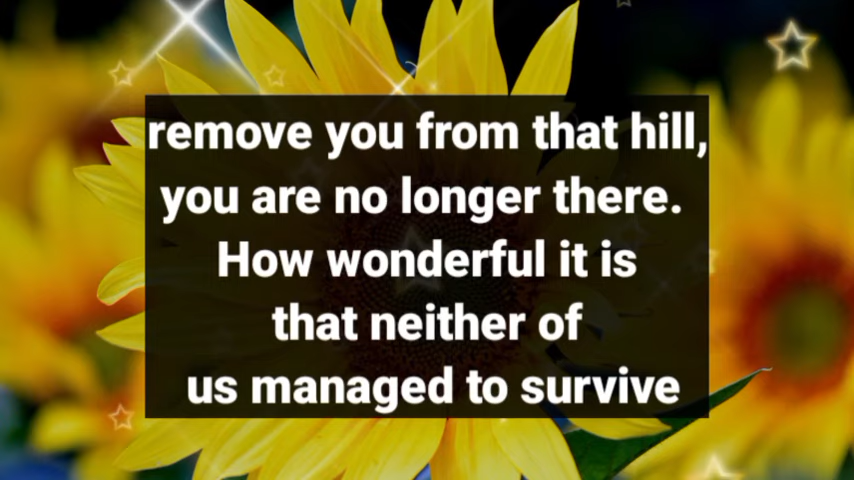 remove you from that hill,
you are no longer there.
How wonderful it is
that neither of
us managed to survive